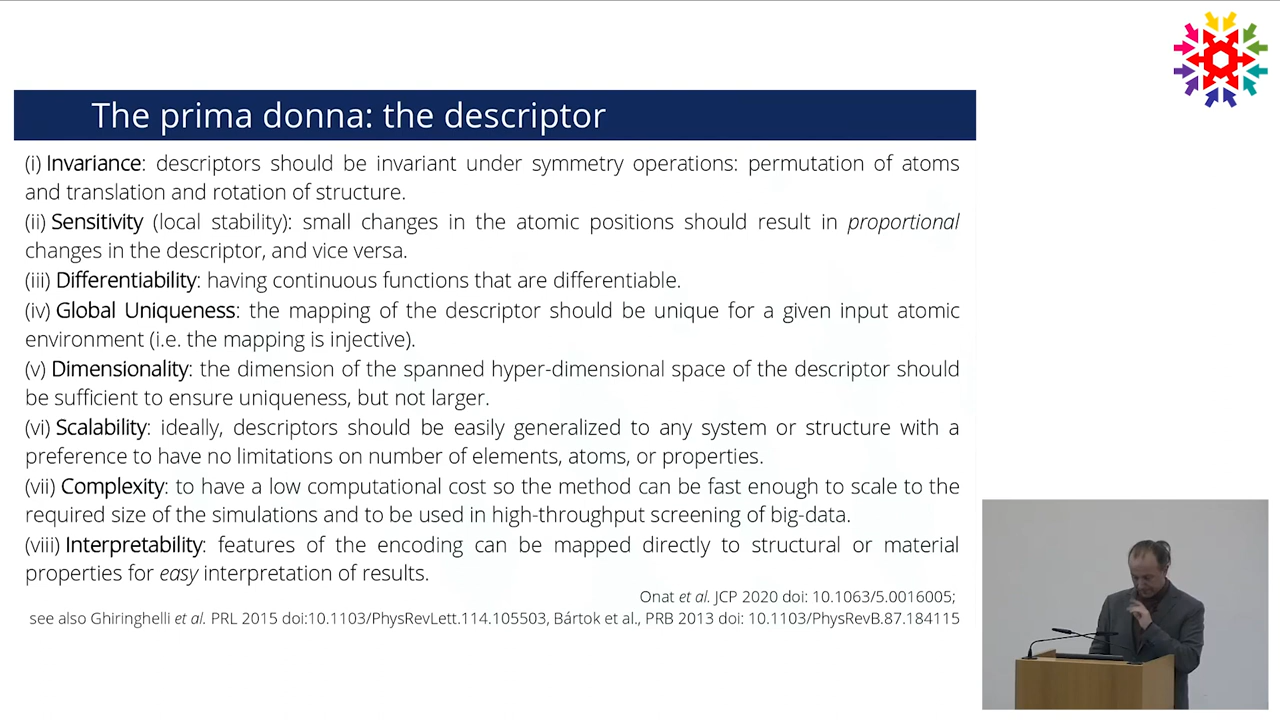 The prima donna: the descriptor
(i) Invariance: descriptors should be invariant under symmetry operations: permutation of atoms
and translation and rotation of structure.
(ii) Sensitivity (local stability): small changes in the atomic positions should result in proportional
changes in the descriptor, and vice versa.
(iii) Differentiability: having continuous functions that are differentiable.
(iv) Global Uniqueness: the mapping of the descriptor should be unique for a given input atomic
environment (i.e. the mapping is injective).
(v) Dimensionality: the dimension of the spanned hyper-dimensional space of the descriptor should
be sufficient to ensure uniqueness, but not larger.
(vi) Scalability: ideally, descriptors should be easily generalized to any system or structure with a
preference to have no limitations on number of elements, atoms, or properties.
(vii) Complexity: to have a low computational cost so the method can be fast enough to scale to the
required size of the simulations and to be used in high-throughput screening of big-data.
(viii) Interpretability: features of the encoding can be mapped directly to structural or material
properties for easy interpretation of results.
Onat et al. JCP 2020 doi: 10.1063/5.0016005;
see also Ghiringhelli et al. PRL 2015 doi:10.1103/PhysRevLett.114.105503, Bártok et al., PRB 2013 doi: 10.1103/PhysRevB.87.184115